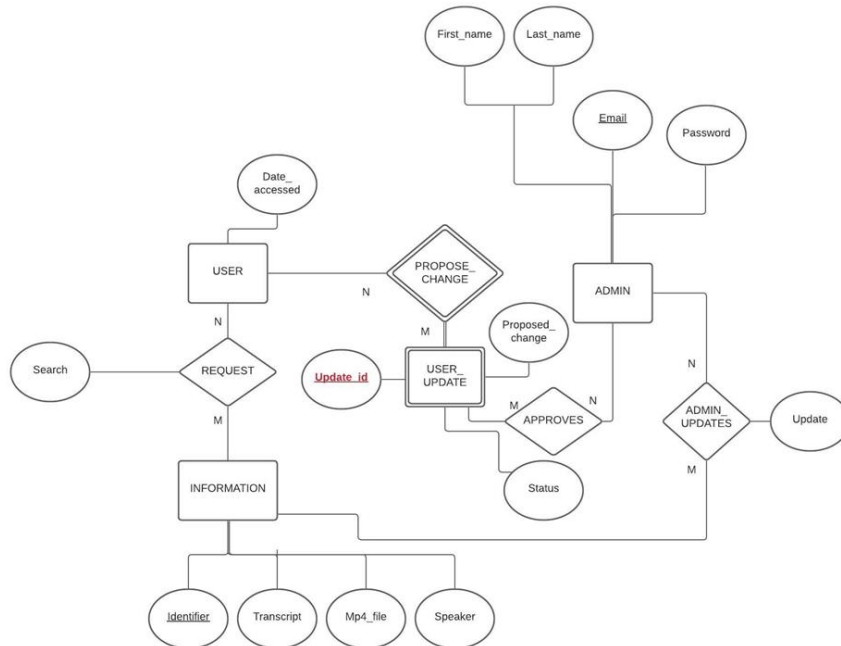 First_name
Last_name
Email
Password
Date_
accessed
USER
PROPOSE_
CHANGE
ADMIN
N
M
Proposed_
change
N
N
Search
REQUEST
Update_id
USER_
UPDATE
M
N
APPROVES
ADMIN_
UPDATES
Update
M
M
INFORMATION
Status
Identifier
Transcript
Mp4_file
Speaker